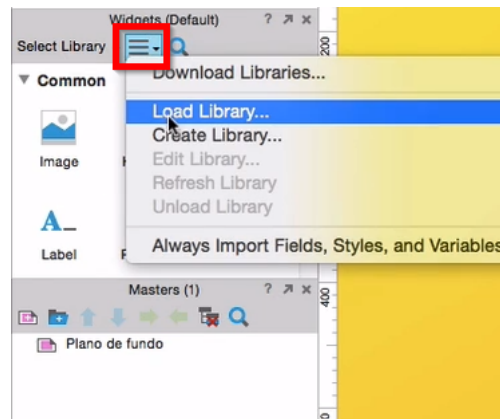 Widgets (Default)
Select Library
200
Common
Download Libraries...
Load Library...
Create Library...
Edit Library...
Refresh Library
Unload Library
Always Import Fields, Styles, and Variables
Image
Label
Masters (1)
400
Plano de fundo